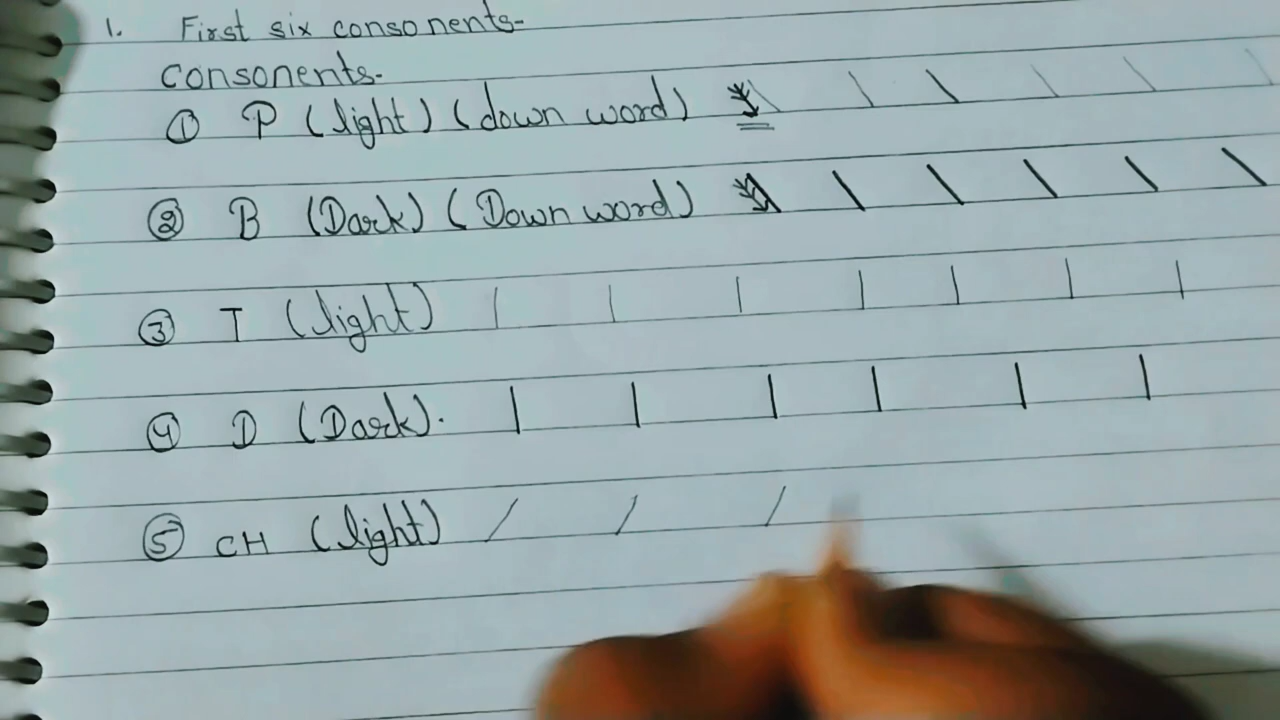 1. First six consonents-
consonents-
① P (light) (down word)
② B (Dark) (Down word)
③ T (light)
④ D (Dark).
⑤ CH (light)